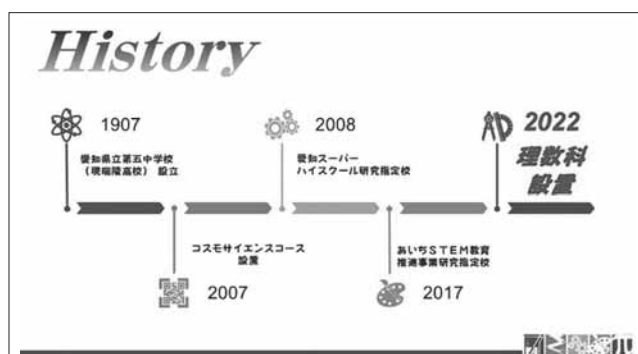 History
1907
愛知県立第五中学校
（現瑞陵高校） 設立
コスモサイエンスコース
設置
2007
2008
愛知スーパー
ハイスクール研究指定校
あいちＳＴＥＭ教育
推進事業研究指定校
2017
2022
理数科
設置